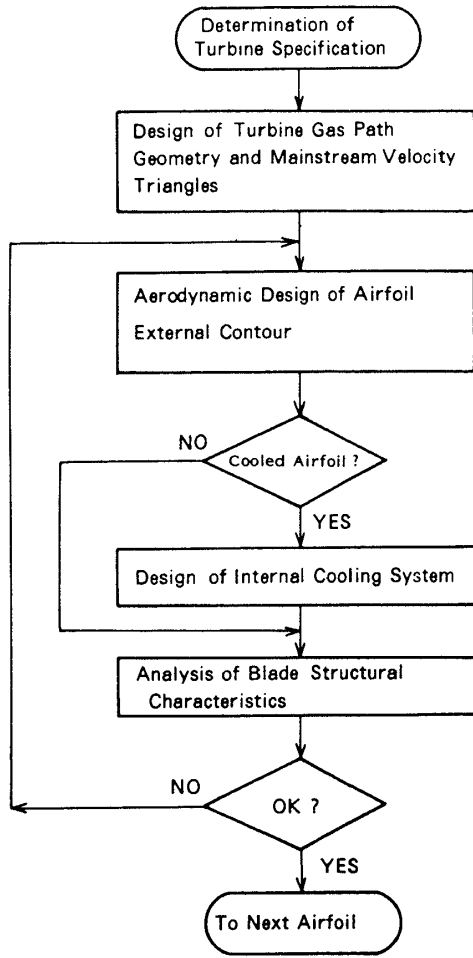 Determination of
Turbine Specification
Design of Turbine Gas Path
Geometry and Mainstream Velocity
Triangles
Aerodynamic Design of Airfoil
External Contour
NO
Cooled Airfoil ?
YES
Design of Internal Cooling System
Analysis of Blade Structural
Characteristics
NO
OK ?
YES
To Next Airfoil